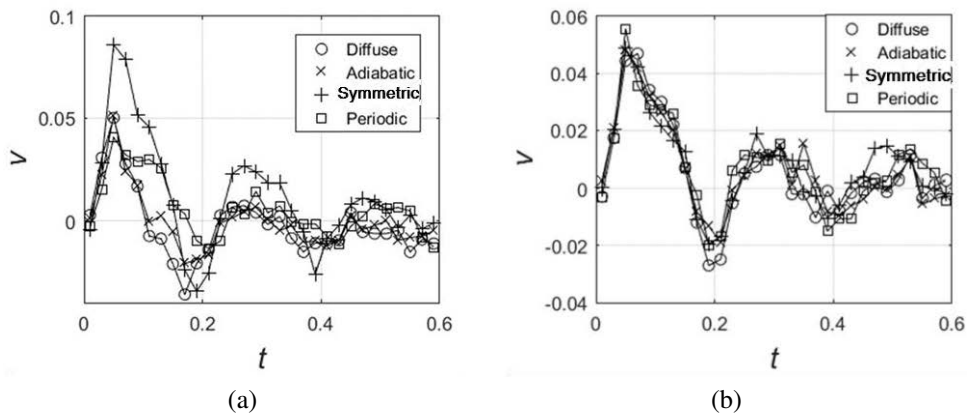 0.1
0.05
0
v
0
0.2
0.4
0.6
t
Diffuse
Adiabatic
Symmetric
Periodic
(a)
0.06
0.04
0.02
0
-0.02
-0.04
v
0
0.2
0.4
0.6
t
Diffuse
Adiabatic
Symmetric
Periodic
(b)